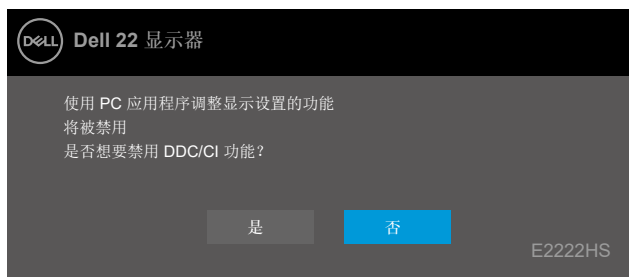 DELL Dell 22 显示器
使用 PC 应用程序调整显示设置的功能
将被禁用
是否想要禁用 DDC/CI 功能？
是 否
E2222HS